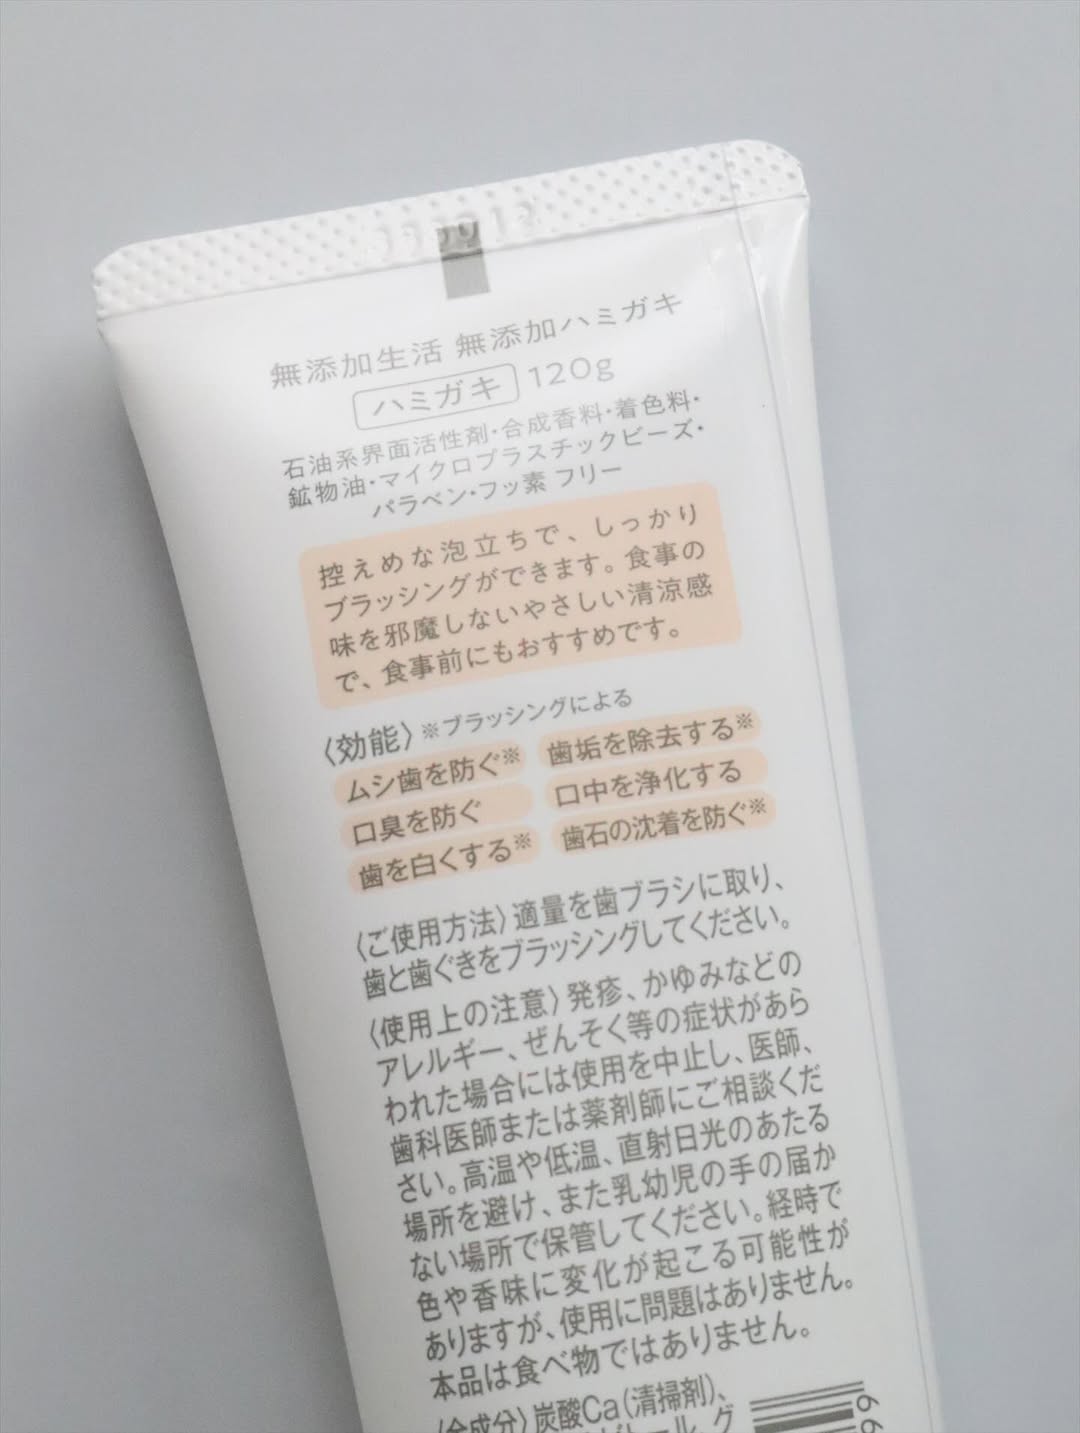 無添加生活 無添加ハミガキ
ハミガキ 120g
石油系界面活性剤・合成香料・着色料・
鉱物油・マイクロプラスチックビーズ・
パラベン・フッ素 フリー
控えめな泡立ちで、しっかり
ブラッシングができます。食事の
味を邪魔しないやさしい清涼感
で、食事前にもおすすめです。
〈効能〉※ブラッシングによる
ムシ歯を防ぐ※ 歯垢を除去する※
口臭を防ぐ 口中を浄化する
歯を白くする※ 歯石の沈着を防ぐ※
〈ご使用方法〉適量を歯ブラシに取り、
歯と歯ぐきをブラッシングしてください。
〈使用上の注意〉発疹、かゆみなどの
アレルギー、ぜんそく等の症状があら
われた場合には使用を中止し、医師、
歯科医師または薬剤師にご相談くだ
さい。高温や低温、直射日光のあたる
場所を避け、また乳幼児の手の届か
ない場所で保管してください。経時で
色や香味に変化が起こる可能性が
ありますが、使用に問題はありません。
本品は食べ物ではありません。
〈合成分〉炭酸Ca(清掃剤)、